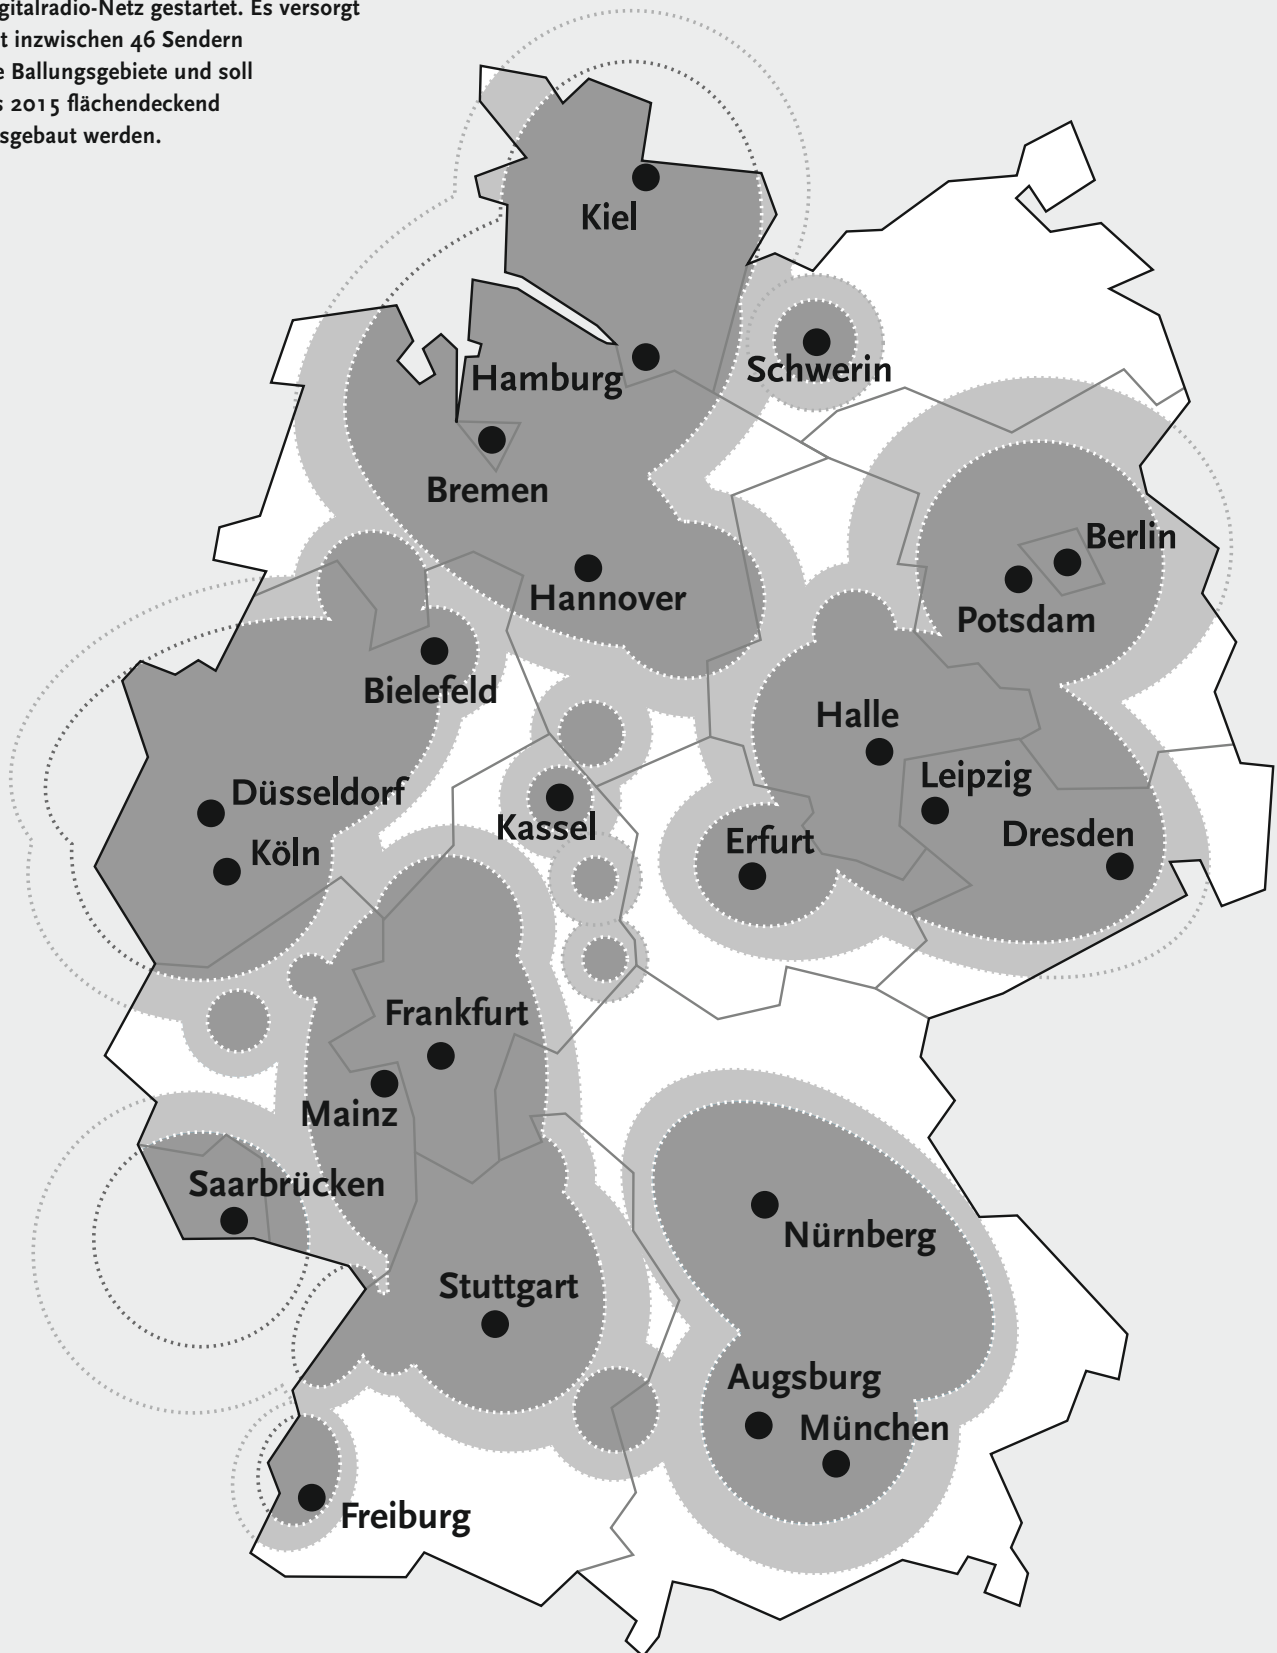 gitalradio-Netz gestartet. Es versorgt
t inzwischen 46 Sendern
e Ballungsgebiete und soll
s 2015 flächendeckend
sgebaut werden.
Kiel
Schwerin
Hamburg
Bremen
Berlin
Hannover
Potsdam
Bielefeld
Halle
Leipzig
Düsseldorf
Kassel
Erfurt
Dresden
Köln
Frankfurt
Mainz
Saarbrücken
Nürnberg
Stuttgart
Augsburg
München
Freiburg